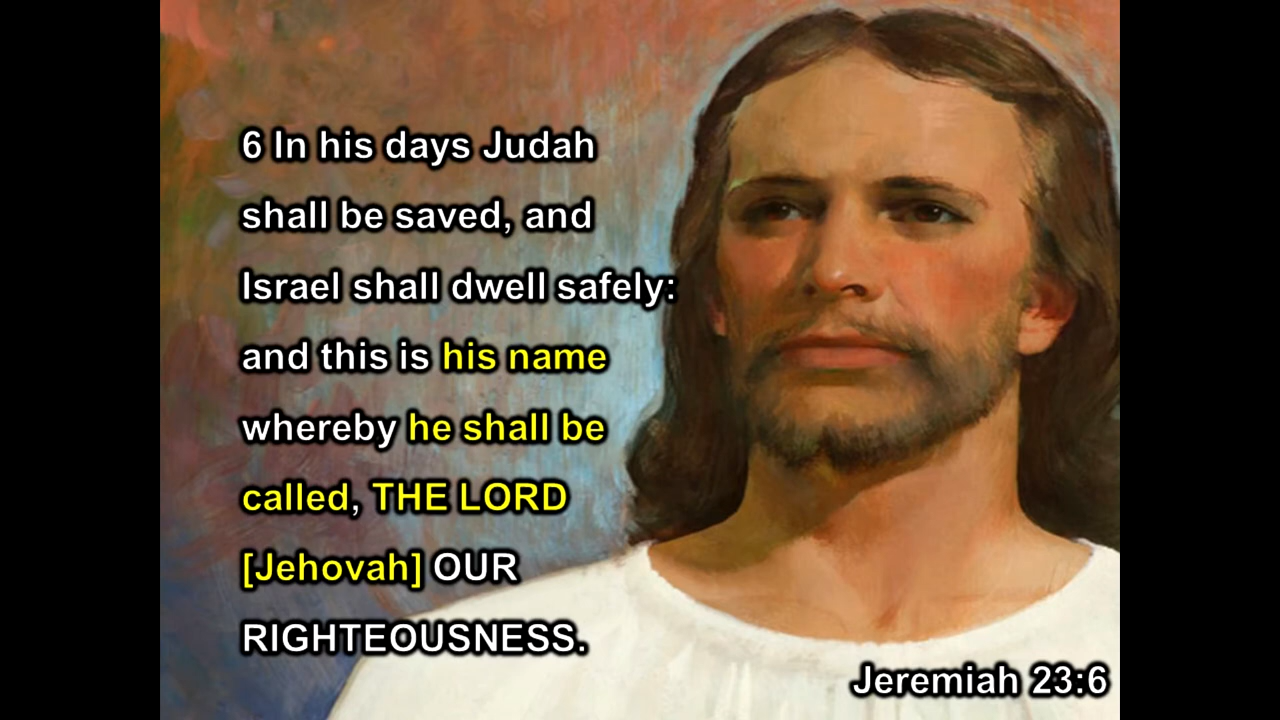 6 In his days Judah
shall be saved, and
Israel shall dwell safely:
and this is his name
whereby he shall be
called, THE LORD
[Jehovah] OUR
RIGHTEOUSNESS.
Jeremiah 23:6